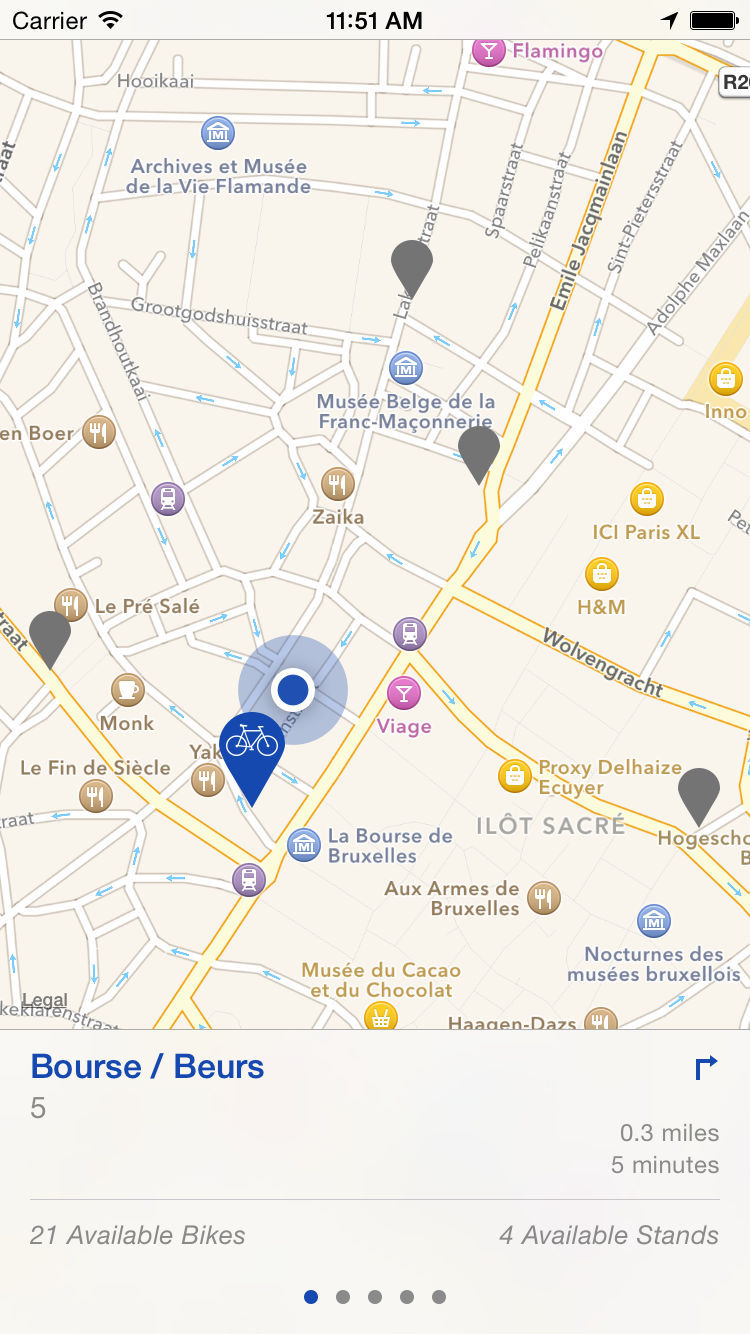 Carrier 11:51 AM
Flamingo
R20
Hooikaai
Archives et Musée
de la Vie Flamande
Spaarstraat
Pelikaanstraat
Emile Jacqmainlaan
Sint-Pietersstraat
Adolphe Maxlaan
Brandhoutkaai
Grootgodshuisstraat
Musée Belge de la
Franc-Maçonnerie
Inno
en Boer
Zaika
ICI Paris XL
H&M
Le Pré Salé
traat
Wolvengracht
Monk
Viage
Yak
Le Fin de Siècle
Proxy Delhaize
Ecuyer
ILÔT SACRÉ
raat
La Bourse de
Bruxelles
Hogescho
B
Aux Armes de
Bruxelles
Nocturnes des
musées bruxellois
Musée du Cacao
et du Chocolat
Legal
Haagen-Dazs
Bourse / Beurs
5
0.3 miles
5 minutes
21 Available Bikes 4 Available Stands